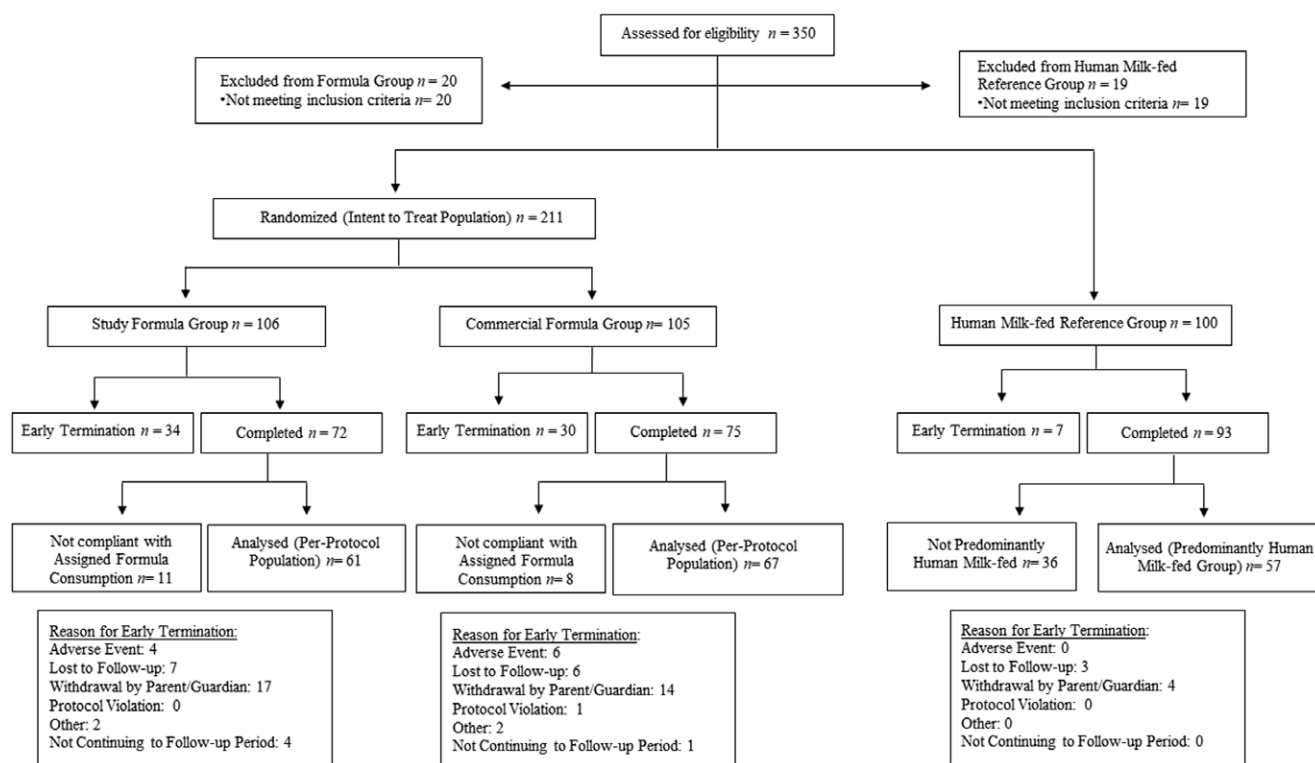 Assessed for eligibility n = 350
Excluded from Formula Group n = 20
•Not meeting inclusion criteria n= 20
Excluded from Human Milk-fed
Reference Group n = 19
•Not meeting inclusion criteria n= 19
Randomized (Intent to Treat Population) n = 211
Study Formula Group n = 106
Commercial Formula Group n= 105
Human Milk-fed Reference Group n = 100
Early Termination n = 34
Completed n = 72
Early Termination n = 30
Completed n = 75
Early Termination n = 7
Completed n = 93
Not compliant with
Assigned Formula
Consumption n= 11
Analysed (Per-Protocol
Population) n = 61
Not compliant with
Assigned Formula
Consumption n= 8
Analysed (Per-Protocol
Population) n = 67
Not Predominantly
Human Milk-fed n = 36
Analysed (Predominantly Human
Milk-fed Group) n = 57
Reason for Early Termination:
Adverse Event: 4
Lost to Follow-up: 7
Withdrawal by Parent/Guardian: 17
Protocol Violation: 0
Other: 2
Not Continuing to Follow-up Period: 4
Reason for Early Termination:
Adverse Event: 6
Lost to Follow-up: 6
Withdrawal by Parent/Guardian: 14
Protocol Violation: 1
Other: 2
Not Continuing to Follow-up Period: 1
Reason for Early Termination:
Adverse Event: 0
Lost to Follow-up: 3
Withdrawal by Parent/Guardian: 4
Protocol Violation: 0
Other: 0
Not Continuing to Follow-up Period: 0